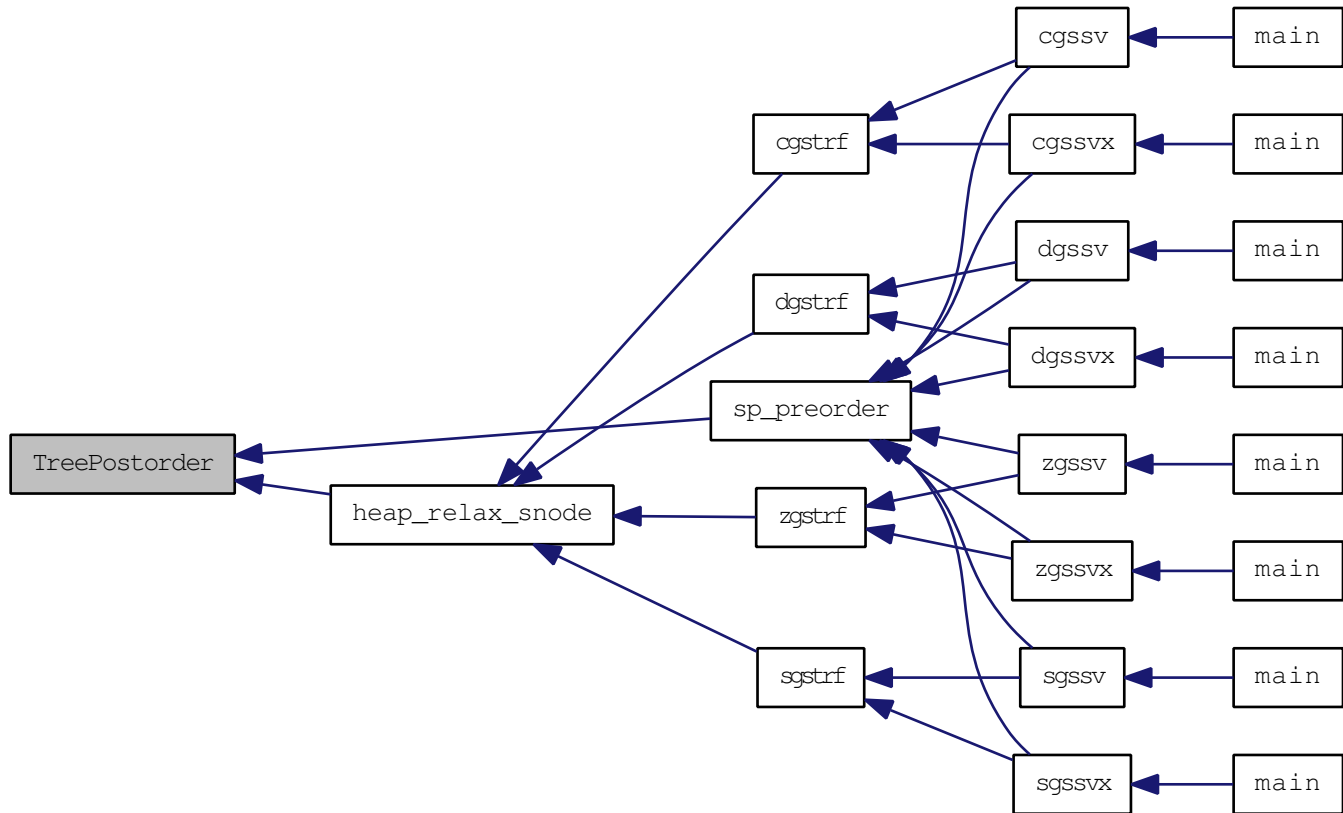 cgssv
main
cgstrf
cgssvx
main
dgssv
main
dgstrf
dgssvx
main
sp_preorder
TreePostorder
zgssv
main
heap_relax_snode
zgstrf
zgssvx
main
sgstrf
sgssv
main
sgssvx
main